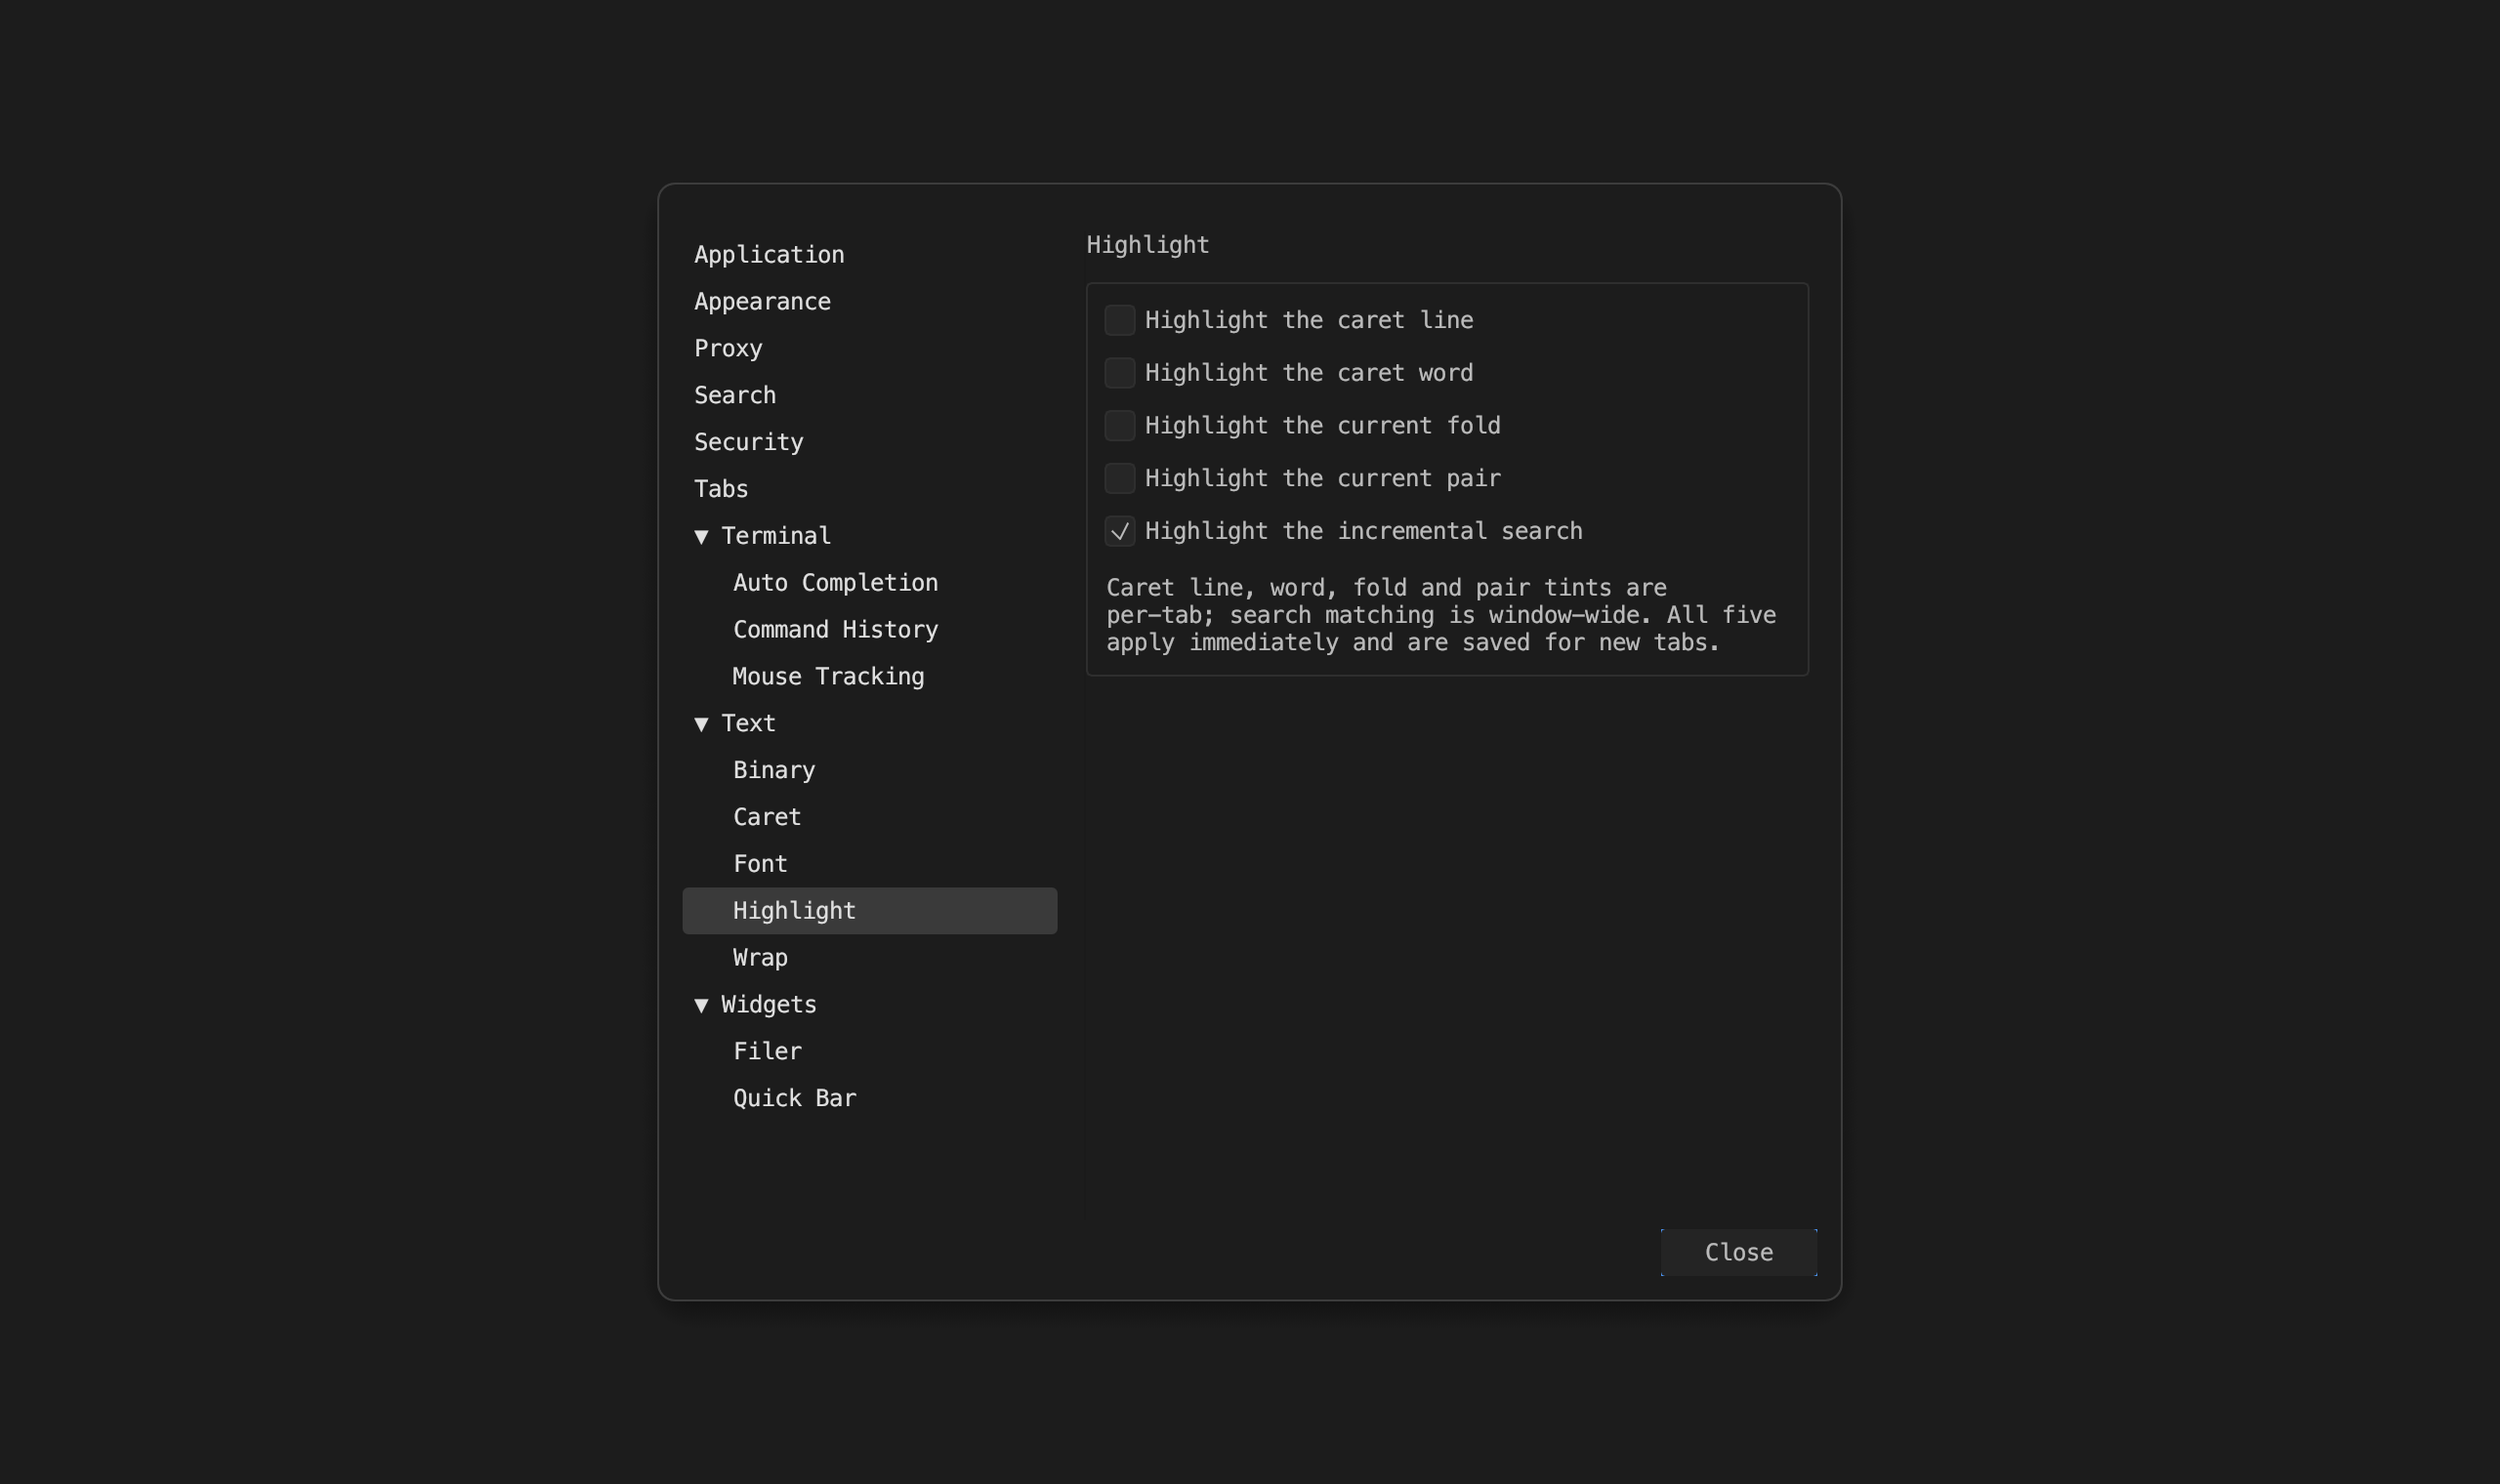 Application
Appearance
Proxy
Search
Security
Tabs
▼ Terminal
Auto Completion
Command History
Mouse Tracking
▼ Text
Binary
Caret
Font
Highlight
Wrap
▼ Widgets
Filer
Quick Bar
Highlight
Highlight the caret line
Highlight the caret word
Highlight the current fold
Highlight the current pair
Highlight the incremental search
Caret line, word, fold and pair tints are
per-tab; search matching is window-wide. All five
apply immediately and are saved for new tabs.
Close